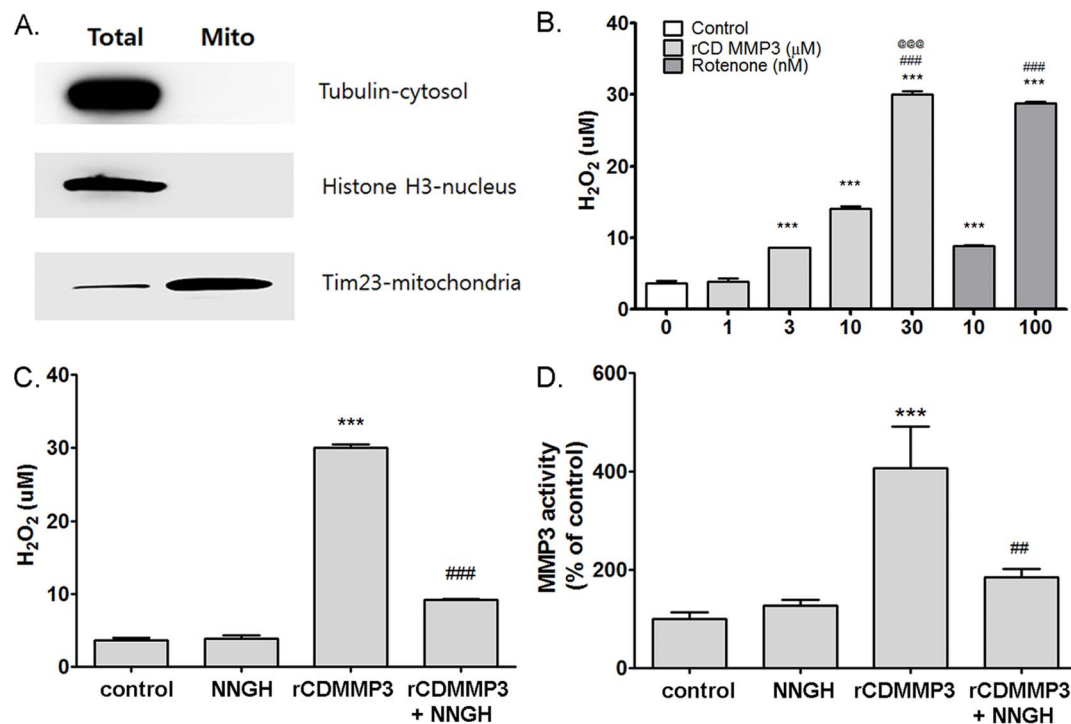 A.
Total Mito
Tubulin-cytosol
Histone H3-nucleus
Tim23-mitochondria
B.
Control
rCD MMP3 (μM)
Rotenone (nM)
H₂O₂ (uM)
40
30
20
10
0
***
***
@@@
###
***
***
###
***
0 1 3 10 30 10 100
C.
H₂O₂ (uM)
40
30
20
10
0
***
###
control NNGH rCDMMP3 rCDMMP3
+ NNGH
D.
MMP3 activity
(% of control)
600
400
200
0
***
##
control NNGH rCDMMP3 rCDMMP3
+ NNGH